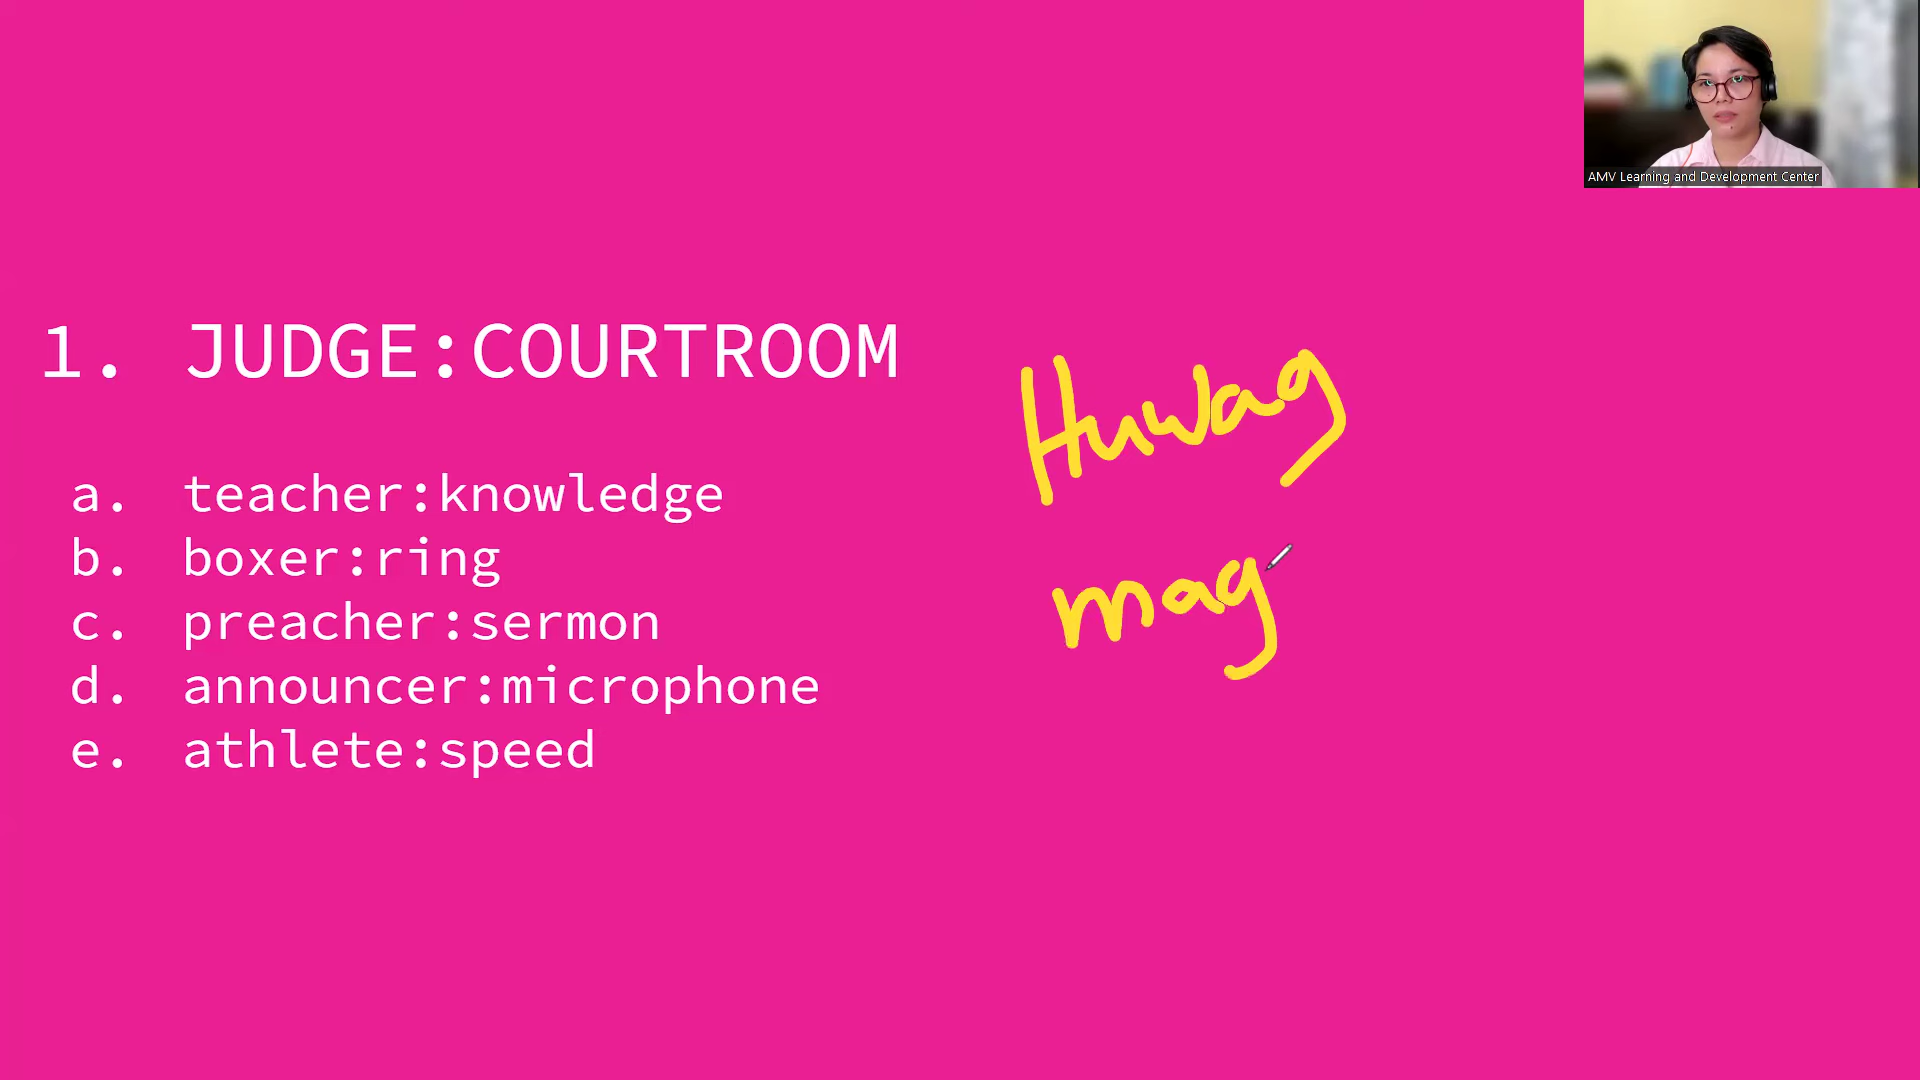 AMV Learning and Development Center
1. JUDGE:COURTROOM
a. teacher:knowledge
b. boxer:ring
c. preacher:sermon
d. announcer:microphone
e. athlete:speed
Huwag
mag